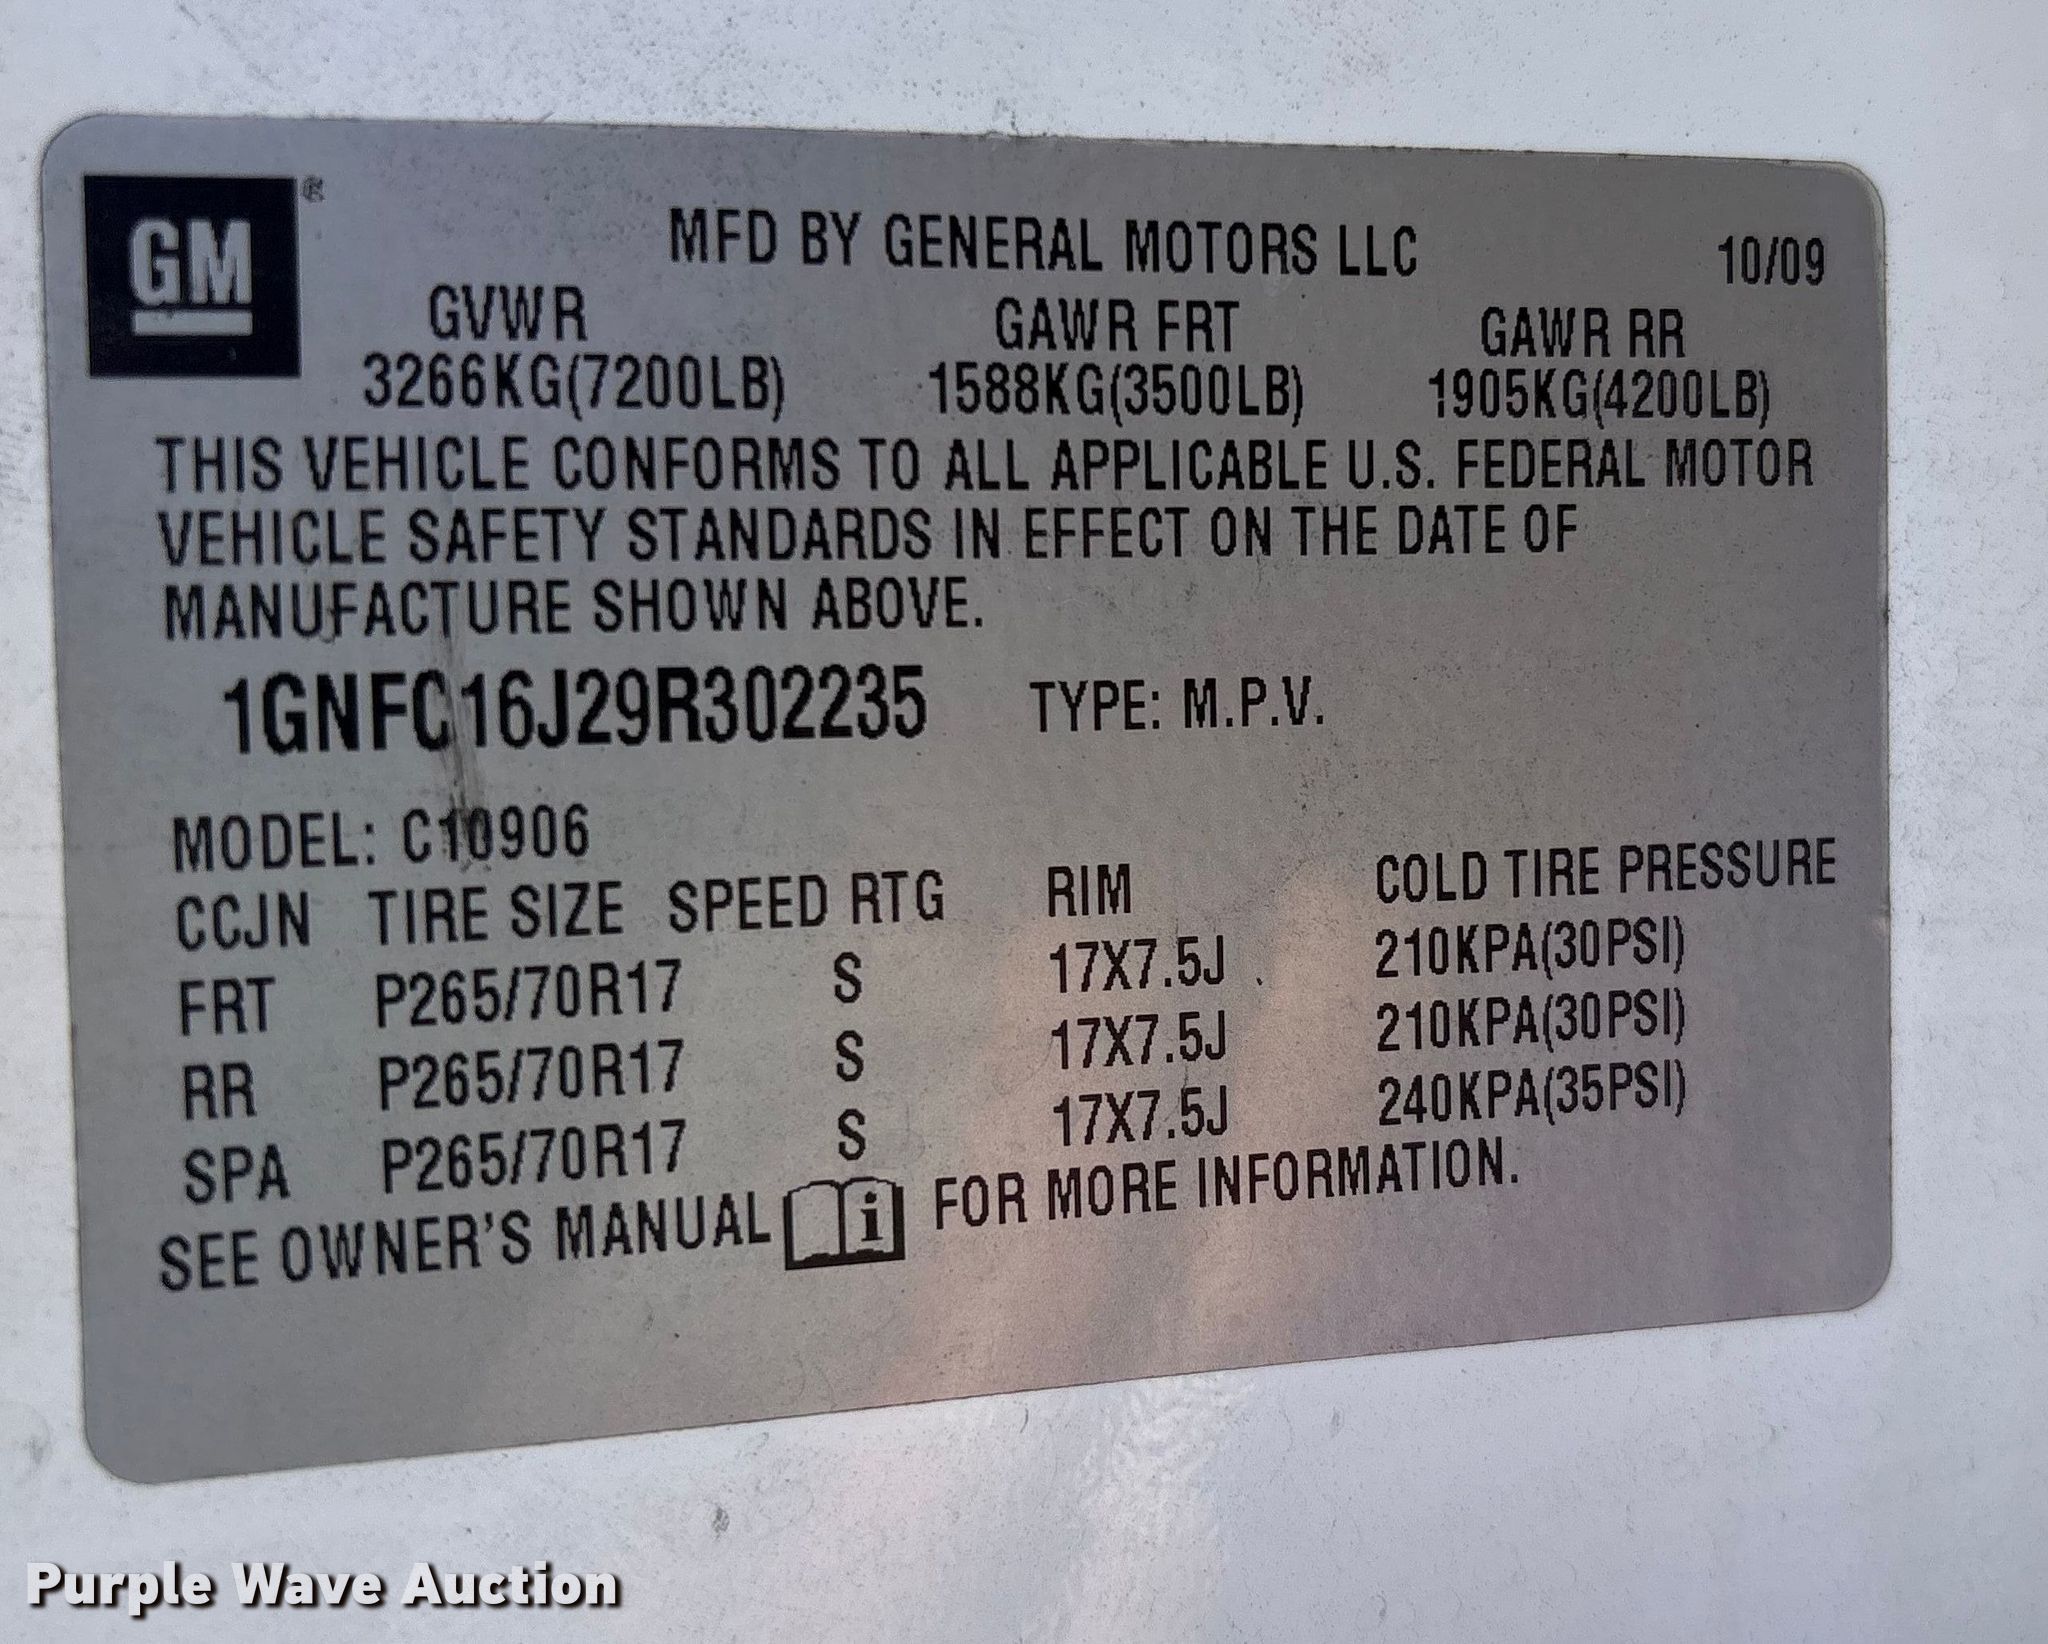 GM®
MFD BY GENERAL MOTORS LLC 10/09
GVWR GAWR FRT GAWR RR
3266KG(7200LB) 1588KG(3500LB) 1905KG(4200LB)
THIS VEHICLE CONFORMS TO ALL APPLICABLE U.S. FEDERAL MOTOR
VEHICLE SAFETY STANDARDS IN EFFECT ON THE DATE OF
MANUFACTURE SHOWN ABOVE.
1GNFC16J29R302235 TYPE: M.P.V.
MODEL: C10906
CCJN TIRE SIZE SPEED RTG RIM COLD TIRE PRESSURE
FRT P265/70R17 S 17X7.5J 210KPA(30PSI)
RR P265/70R17 S 17X7.5J 210KPA(30PSI)
SPA P265/70R17 S 17X7.5J 240KPA(35PSI)
SEE OWNER'S MANUAL i FOR MORE INFORMATION.
Purple Wave Auction